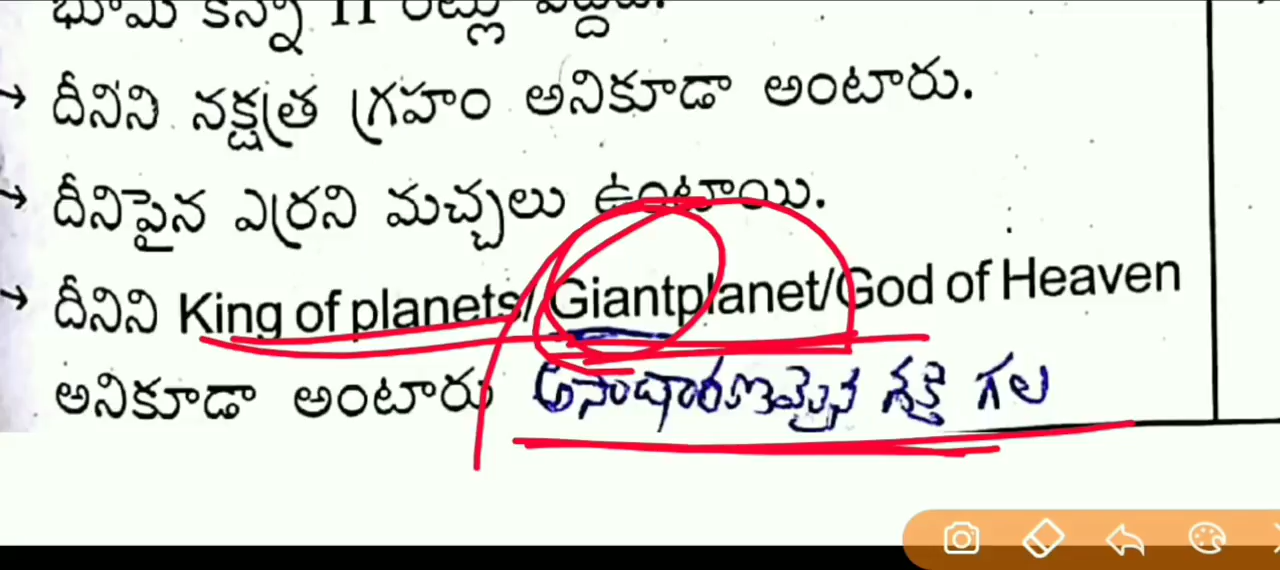 భూమి కన్నా 11 రెట్లు పెద్దది.
→ దీనిని నక్షత్ర గ్రహం అనికూడా అంటారు.
→ దీనిపైన ఎర్రని మచ్చలు ఉంటాయి.
→ దీనిని King of planets/Giantplanet/God of Heaven
అనికూడా అంటారు అసాధారణమైన శక్తి గల